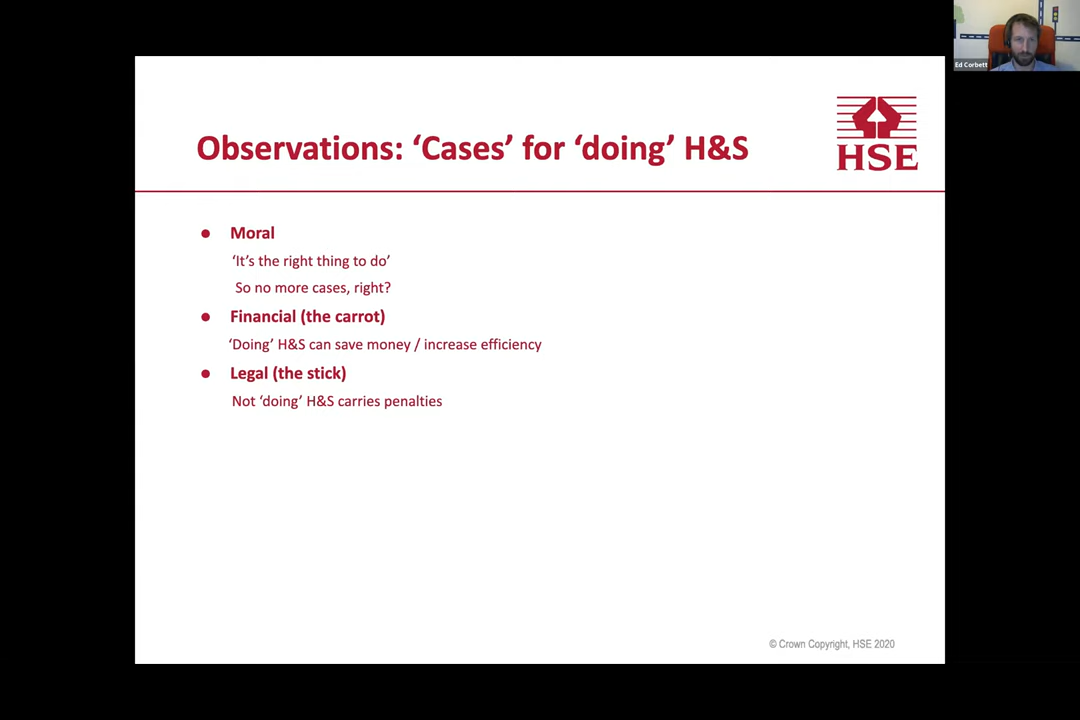 Ed Corbett
Observations: ‘Cases’ for ‘doing’ H&S
HSE
● Moral
‘It’s the right thing to do’
So no more cases, right?
● Financial (the carrot)
‘Doing’ H&S can save money / increase efficiency
● Legal (the stick)
Not ‘doing’ H&S carries penalties
© Crown Copyright, HSE 2020